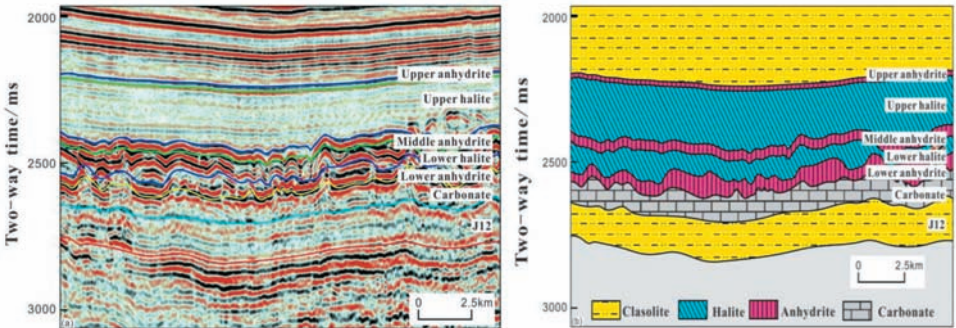 2000
2500
3000
Two-way time/ms
Upper anhydrite
Upper halite
Middle anhydrite
Lower halite
Lower anhydrite
Carbonate
J12
0 2.5km
(a)
2000
2500
3000
Two-way time/ms
Upper anhydrite
Upper halite
Middle anhydrite
Lower halite
Lower anhydrite
Carbonate
J12
0 2.5km
(b)
Clasolite Halite Anhydrite Carbonate